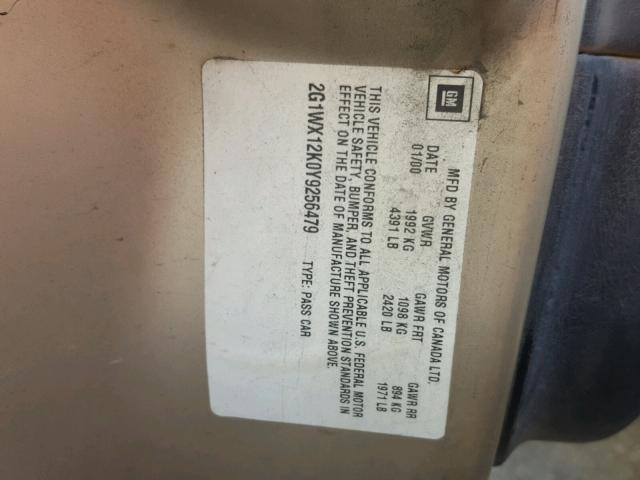 GM
MFD BY GENERAL MOTORS OF CANADA LTD.
DATE GVWR GAWR FRT GAWR RR
01/00 1992 KG 1098 KG 894 KG
4391 LB 2420 LB 1971 LB
THIS VEHICLE CONFORMS TO ALL APPLICABLE U.S. FEDERAL MOTOR
VEHICLE SAFETY, BUMPER, AND THEFT PREVENTION STANDARDS IN
EFFECT ON THE DATE OF MANUFACTURE SHOWN ABOVE.
2G1WX12K0Y9256479 TYPE: PASS CAR